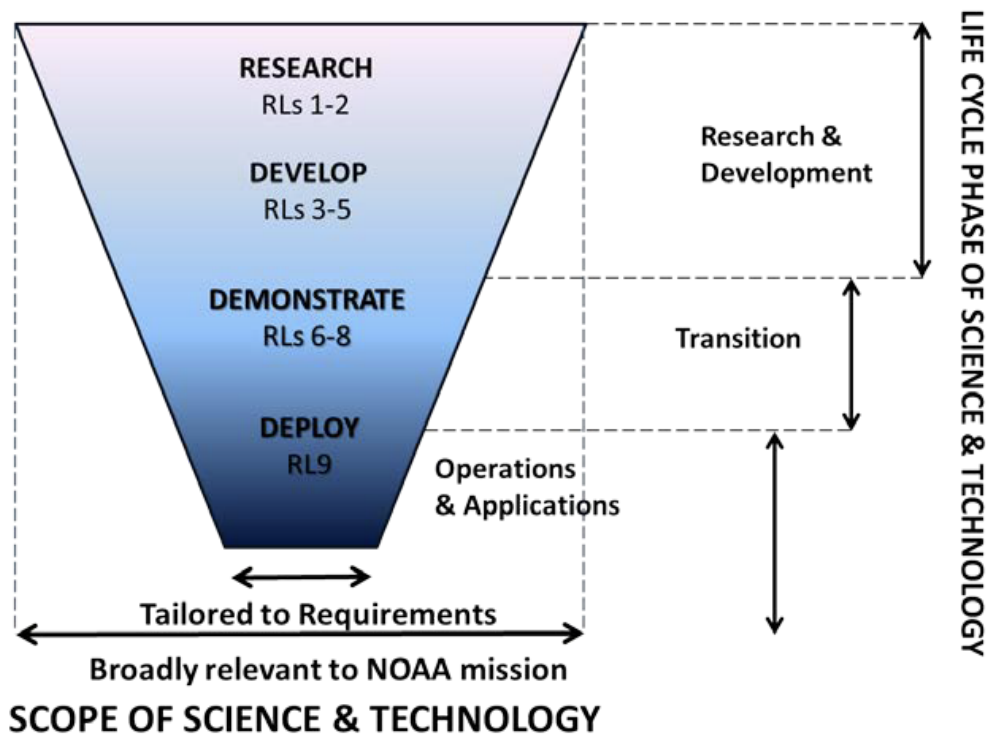 RESEARCH
RLs 1-2
DEVELOP
RLs 3-5
DEMONSTRATE
RLs 6-8
DEPLOY
RL9
Research &
Development
Transition
Operations
& Applications
Tailored to Requirements
Broadly relevant to NOAA mission
SCOPE OF SCIENCE & TECHNOLOGY
LIFE CYCLE PHASE OF SCIENCE & TECHNOLOGY